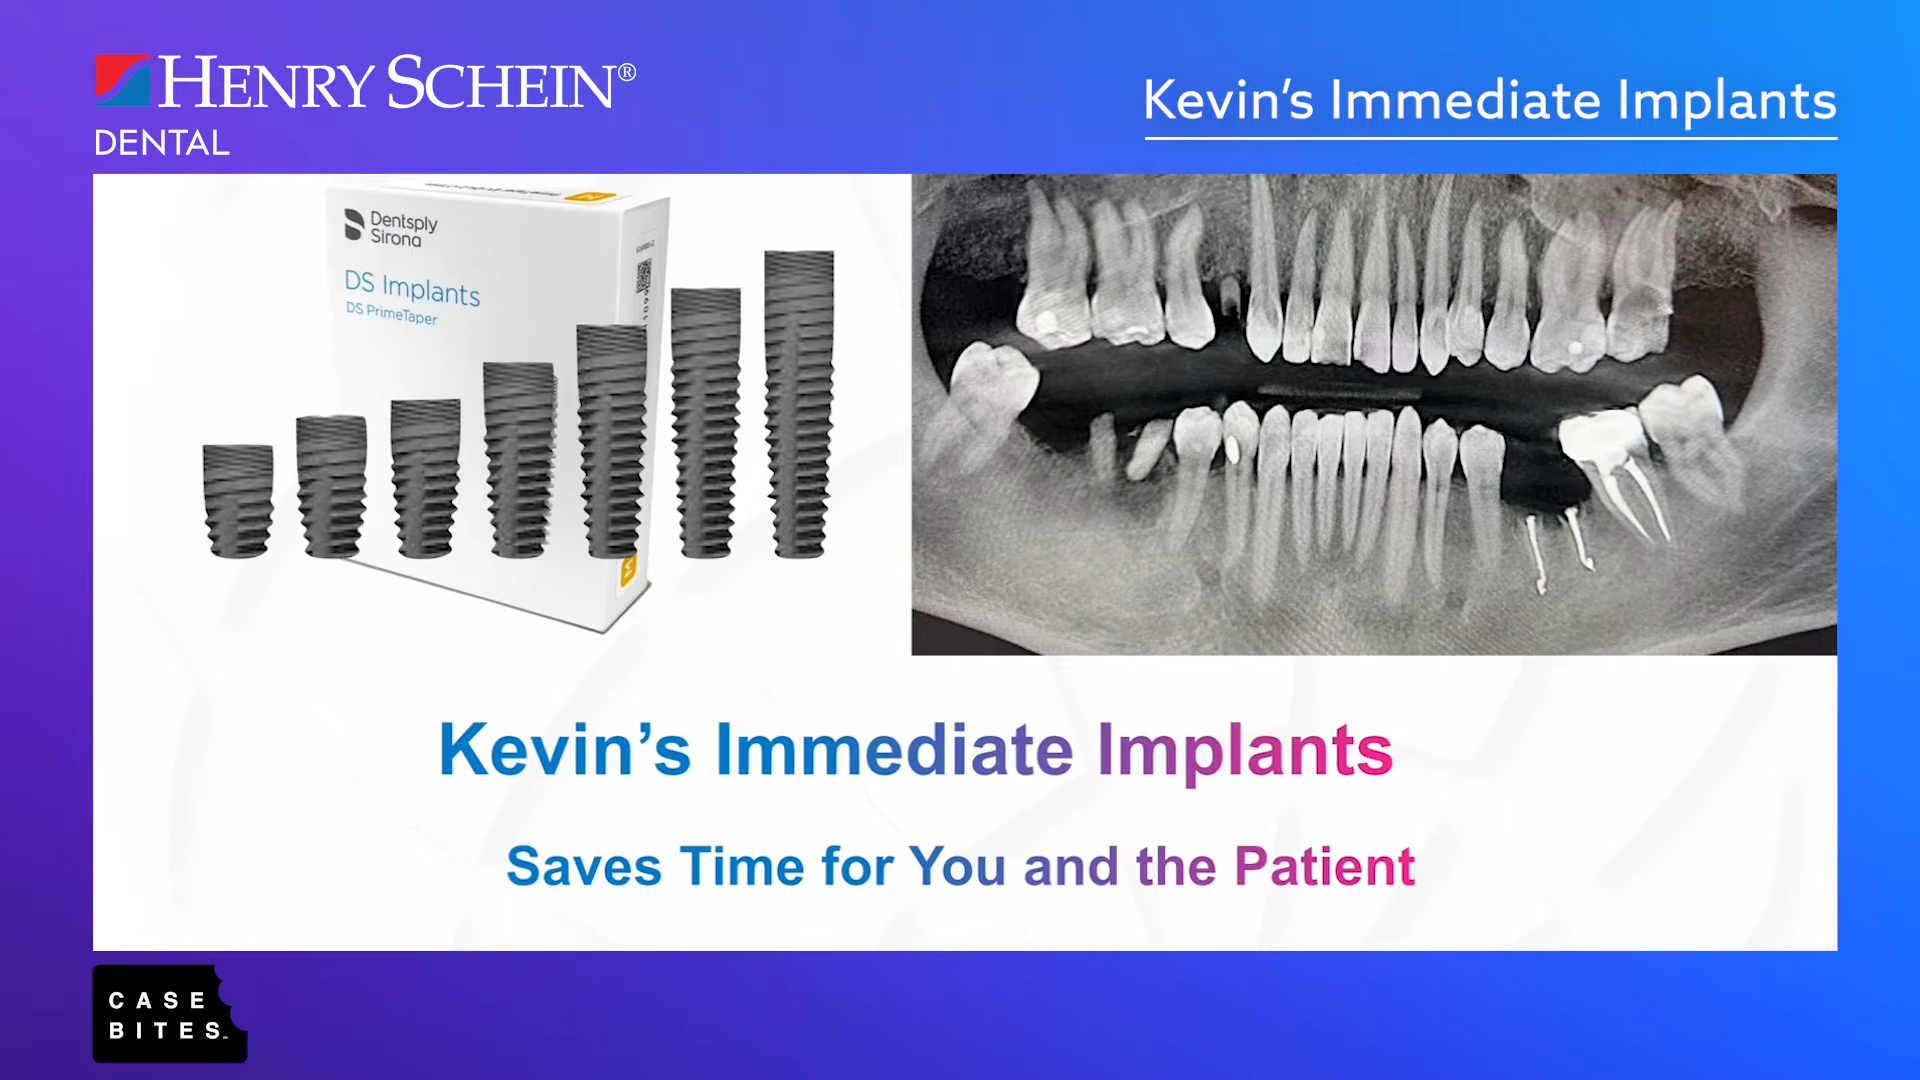 HENRY SCHEIN®
DENTAL
Kevin's Immediate Implants
Dentsply
Sirona
DS Implants
DS PrimeTaper
Kevin's Immediate Implants
Saves Time for You and the Patient
CASE
BITES™